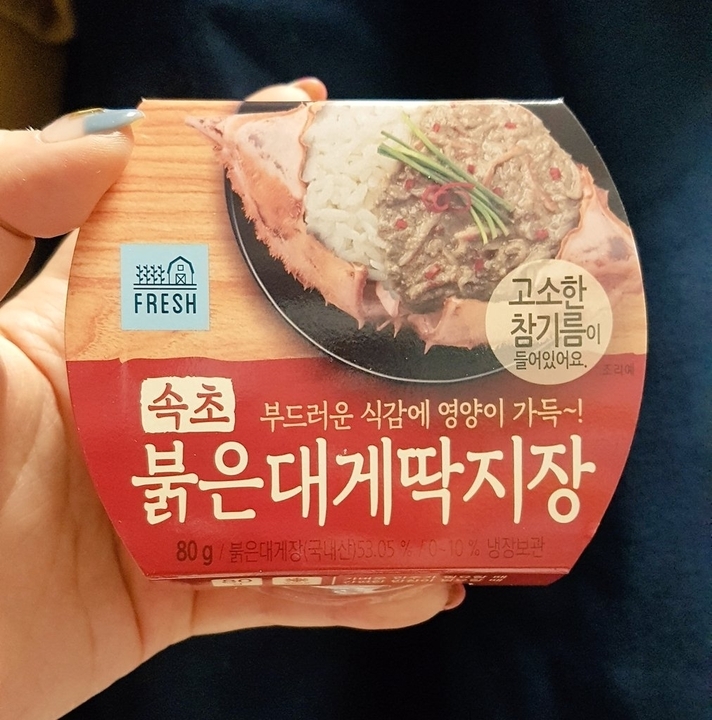 FRESH
고소한
참기름이
들어있어요.
조리예
속초
부드러운 식감에 영양이 가득~!
붉은대게딱지장
80 g / 붉은대게장(국내산)53.05 % / 0~10 % 냉장보관